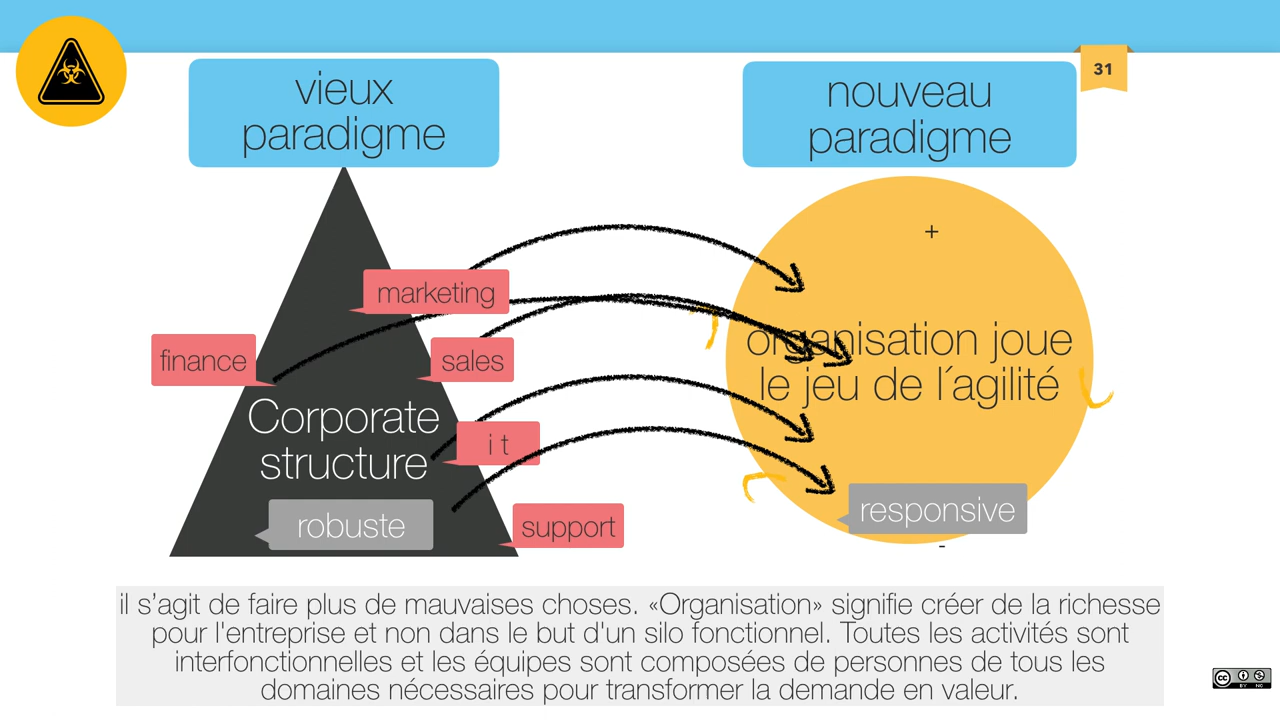 31
vieux
paradigme
nouveau
paradigme
+
marketing
finance
sales
organisation joue
le jeu de l´agilité
Corporate
structure
i t
robuste
support
responsive
-
il s’agit de faire plus de mauvaises choses. «Organisation» signifie créer de la richesse
pour l'entreprise et non dans le but d'un silo fonctionnel. Toutes les activités sont
interfonctionnelles et les équipes sont composées de personnes de tous les
domaines nécessaires pour transformer la demande en valeur.
cc
BY NC